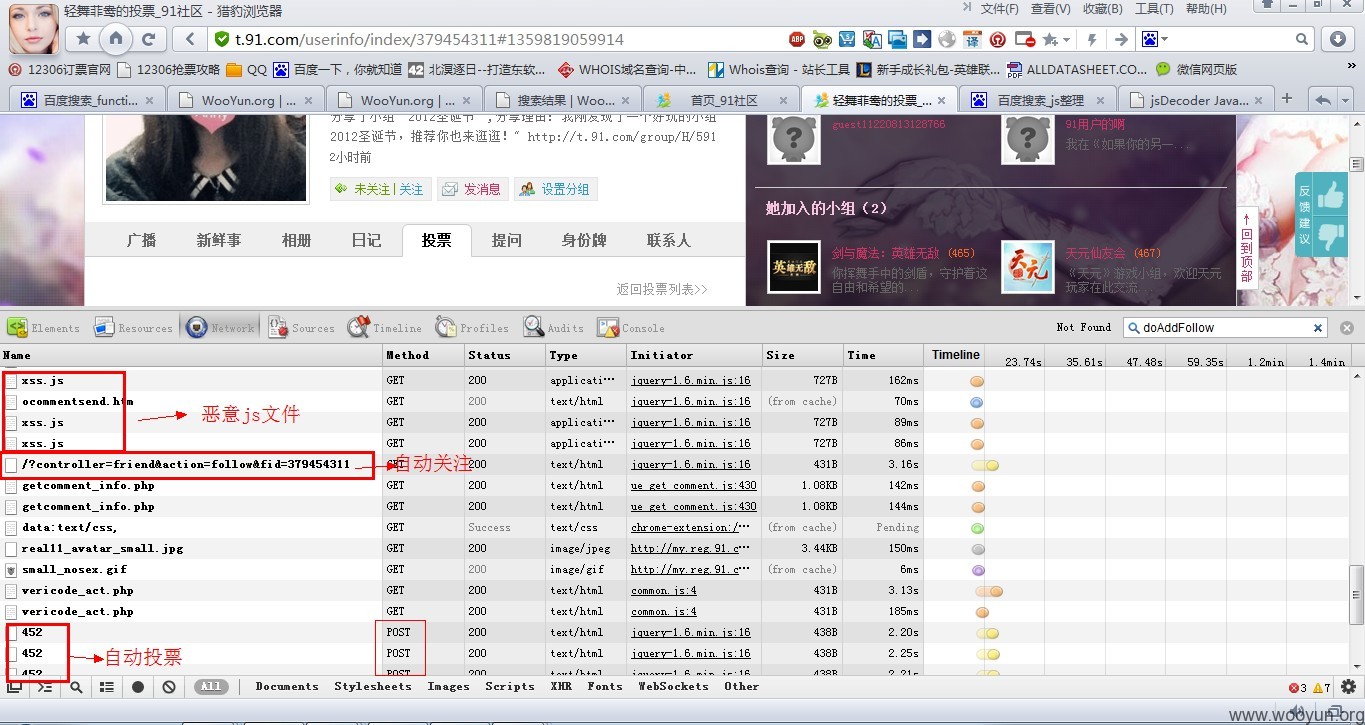 轻舞菲鸯的投票_91社区 - 猎豹浏览器
文件(F) 查看(V) 收藏(B) 工具(T) 帮助(H)
t.91.com/userinfo/index/379454311#1359819059914
ABP
译
12306订票官网 12306抢票攻略 QQ 百度一下，你就知道 42 北溟逐日--打造东软... WHOIS域名查询-中... Whois查询 - 站长工具 新手成长礼包-英雄联... ALLDATASHEET.CO... 微信网页版
百度搜索_functi... WooYun.org | ... WooYun.org | ... 搜索结果 | Woo... 首页_91社区 轻舞菲鸯的投票_... 百度搜索_js整理 jsDecoder Java...
分享了小组"2012圣诞节",分享理由：我刚发现了一个好玩的小组
2012圣诞节，推荐你也来逛逛！" http://t.91.com/group/H/591
2小时前
未关注|关注 发消息 设置分组
广播 新鲜事 相册 日记 投票 提问 身份牌 联系人
返回投票列表>>
guest11220813128766
91用户的啊
我在《如果你的另一...
她加入的小组（2）
英雄无敌
剑与魔法：英雄无敌 (465)
你挥舞手中的剑盾，守护着这
自由和希望的...
天元
天元仙友会 (467)
《天元》游戏小组，欢迎天元
玩家在此交流...
↑回到顶部
反馈建议
Elements Resources Network Sources Timeline Profiles Audits Console
Not Found doAddFollow
Name Method Status Type Initiator Size Time Timeline 23.74s 35.61s 47.48s 59.35s 1.2min 1.4min
xss.js GET 200 applicati… jquery-1.6.min.js:16 727B 162ms
ocommentsend.htm GET 200 text/html jquery-1.6.min.js:16 (from cache) 70ms
恶意js文件
xss.js GET 200 applicati… jquery-1.6.min.js:16 727B 89ms
xss.js GET 200 applicati… jquery-1.6.min.js:16 727B 86ms
/?controller=friend&action=follow&fid=379454311 GET 200 text/html jquery-1.6.min.js:16 431B 3.16s
自动关注
getcomment_info.php GET 200 text/html ue_get_comment.js:430 1.08KB 142ms
getcomment_info.php GET 200 text/html ue_get_comment.js:430 1.08KB 144ms
data:text/css, GET Success text/css chrome-extension:/… (from cache) Pending
real11_avatar_small.jpg GET 200 image/jpeg http://my.reg.91.c… 3.44KB 150ms
small_nosex.gif GET 200 image/gif http://my.reg.91.c… (from cache) 6ms
vericode_act.php GET 200 text/html common.js:4 431B 3.13s
vericode_act.php GET 200 text/html common.js:4 431B 185ms
452 POST 200 text/html jquery-1.6.min.js:16 438B 2.20s
452 POST 200 text/html jquery-1.6.min.js:16 438B 2.25s
自动投票
452 POST 200 text/html jquery-1.6.min.js:16 438B 2.21s
All Documents Stylesheets Images Scripts XHR Fonts WebSockets Other
3 7
www.wooyun.org